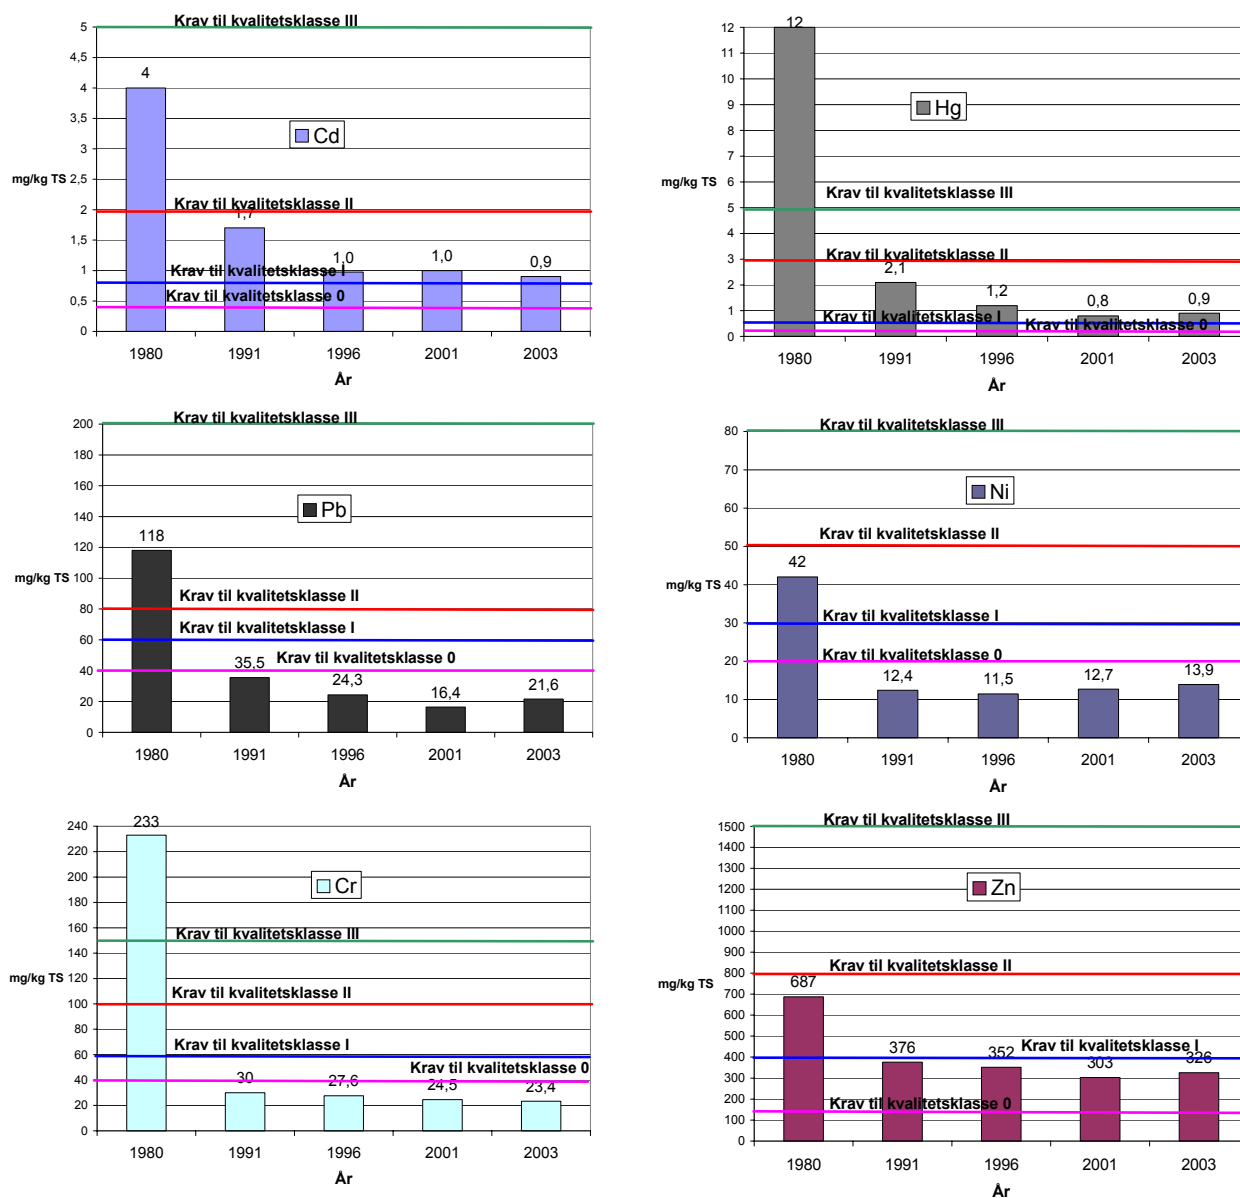 Krav til kvalitetsklasse III
5
4,5
4
4
3,5
Cd
3
mg/kg TS
2,5
Krav til kvalitetsklasse II
2
1,7
1,5
1,0
1,0
0,9
Krav til kvalitetsklasse I
1
Krav til kvalitetsklasse 0
0,5
0
1980 1991 1996 2001 2003
År
12
12
11
10
Hg
9
8
7
mg/kg TS
6
Krav til kvalitetsklasse III
5
4
Krav til kvalitetsklasse II
3
2,1
2
1,2
0,8
0,9
Krav til kvalitetsklasse I
1
Krav til kvalitetsklasse 0
0
1980 1991 1996 2001 2003
År
Krav til kvalitetsklasse III
200
180
160
Pb
140
118
120
mg/kg TS
100
Krav til kvalitetsklasse II
80
Krav til kvalitetsklasse I
60
Krav til kvalitetsklasse 0
40
35,5
24,3
16,4
21,6
20
0
1980 1991 1996 2001 2003
År
Krav til kvalitetsklasse III
80
70
Ni
60
Krav til kvalitetsklasse II
50
42
mg/kg TS
40
Krav til kvalitetsklasse I
30
Krav til kvalitetsklasse 0
20
12,4
11,5
12,7
13,9
10
0
1980 1991 1996 2001 2003
År
240
233
220
200
Cr
180
160
Krav til kvalitetsklasse III
140
mg/kg TS
120
Krav til kvalitetsklasse II
100
80
Krav til kvalitetsklasse I
60
Krav til kvalitetsklasse 0
40
30
27,6
24,5
23,4
20
0
1980 1991 1996 2001 2003
År
Krav til kvalitetsklasse III
1500
1400
1300
Zn
1200
1100
1000
900
Krav til kvalitetsklasse II
800
687
mg/kg TS
700
600
500
Krav til kvalitetsklasse I
400
376
352
303
326
300
200
Krav til kvalitetsklasse 0
100
0
1980 1991 1996 2001 2003
År